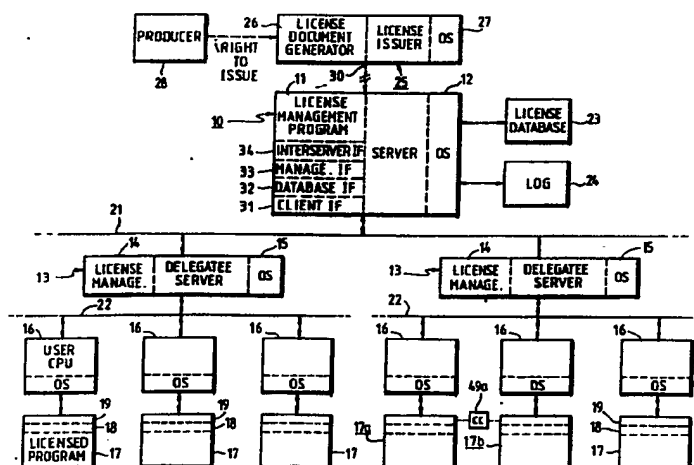 26
LICENSE DOCUMENT GENERATOR
LICENSE ISSUER
OS
27
PRODUCER
RIGHT TO ISSUE
28
30
25
11
12
10
LICENSE MANAGEMENT PROGRAM
SERVER
OS
LICENSE DATABASE
23
34
INTERSERVER IF
33
MANAGE. IF
32
DATABASE IF
31
CLIENT IF
LOG
24
21
14
15
14
15
13
LICENSE MANAGE.
DELEGATEE SERVER
OS
13
LICENSE MANAGE.
DELEGATEE SERVER
OS
22
22
16
16
16
16
16
16
USER CPU
OS
OS
OS
OS
OS
OS
49a
ICC
19
19
19
19
18
18
18
18
LICENSED PROGRAM
17
17
17
17a
17b
17